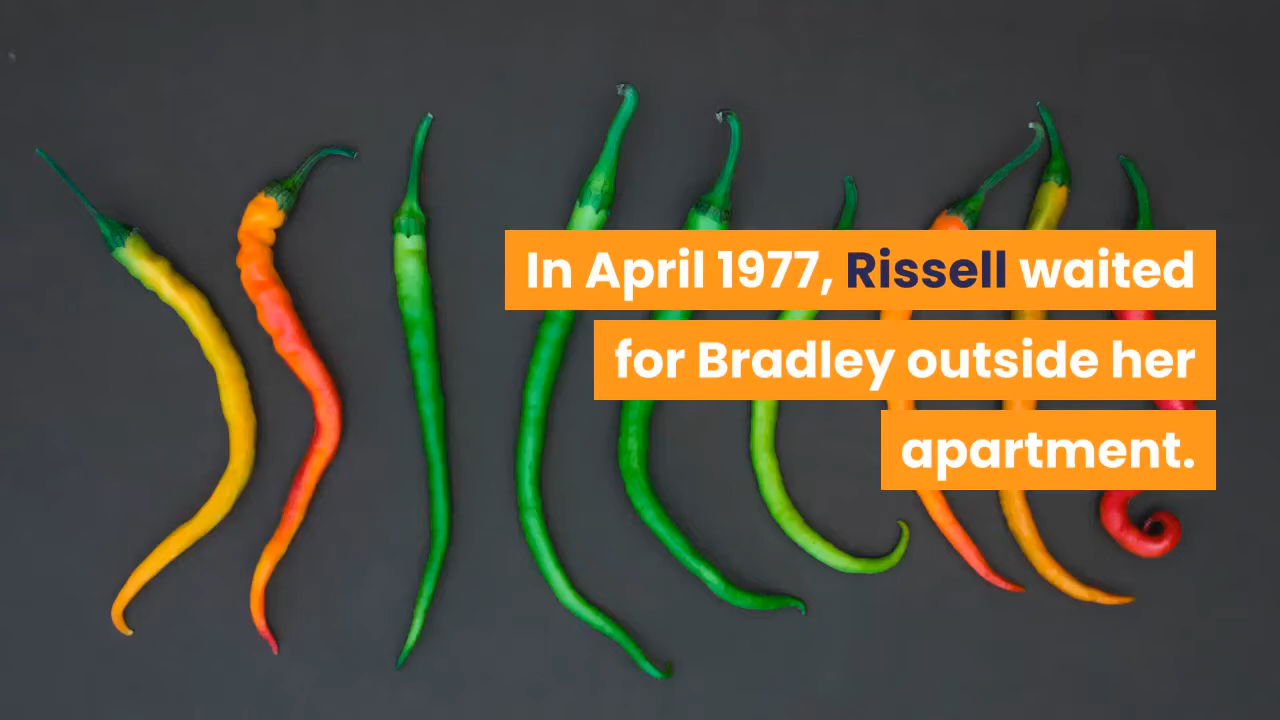 In April 1977, Rissell waited
for Bradley outside her
apartment.